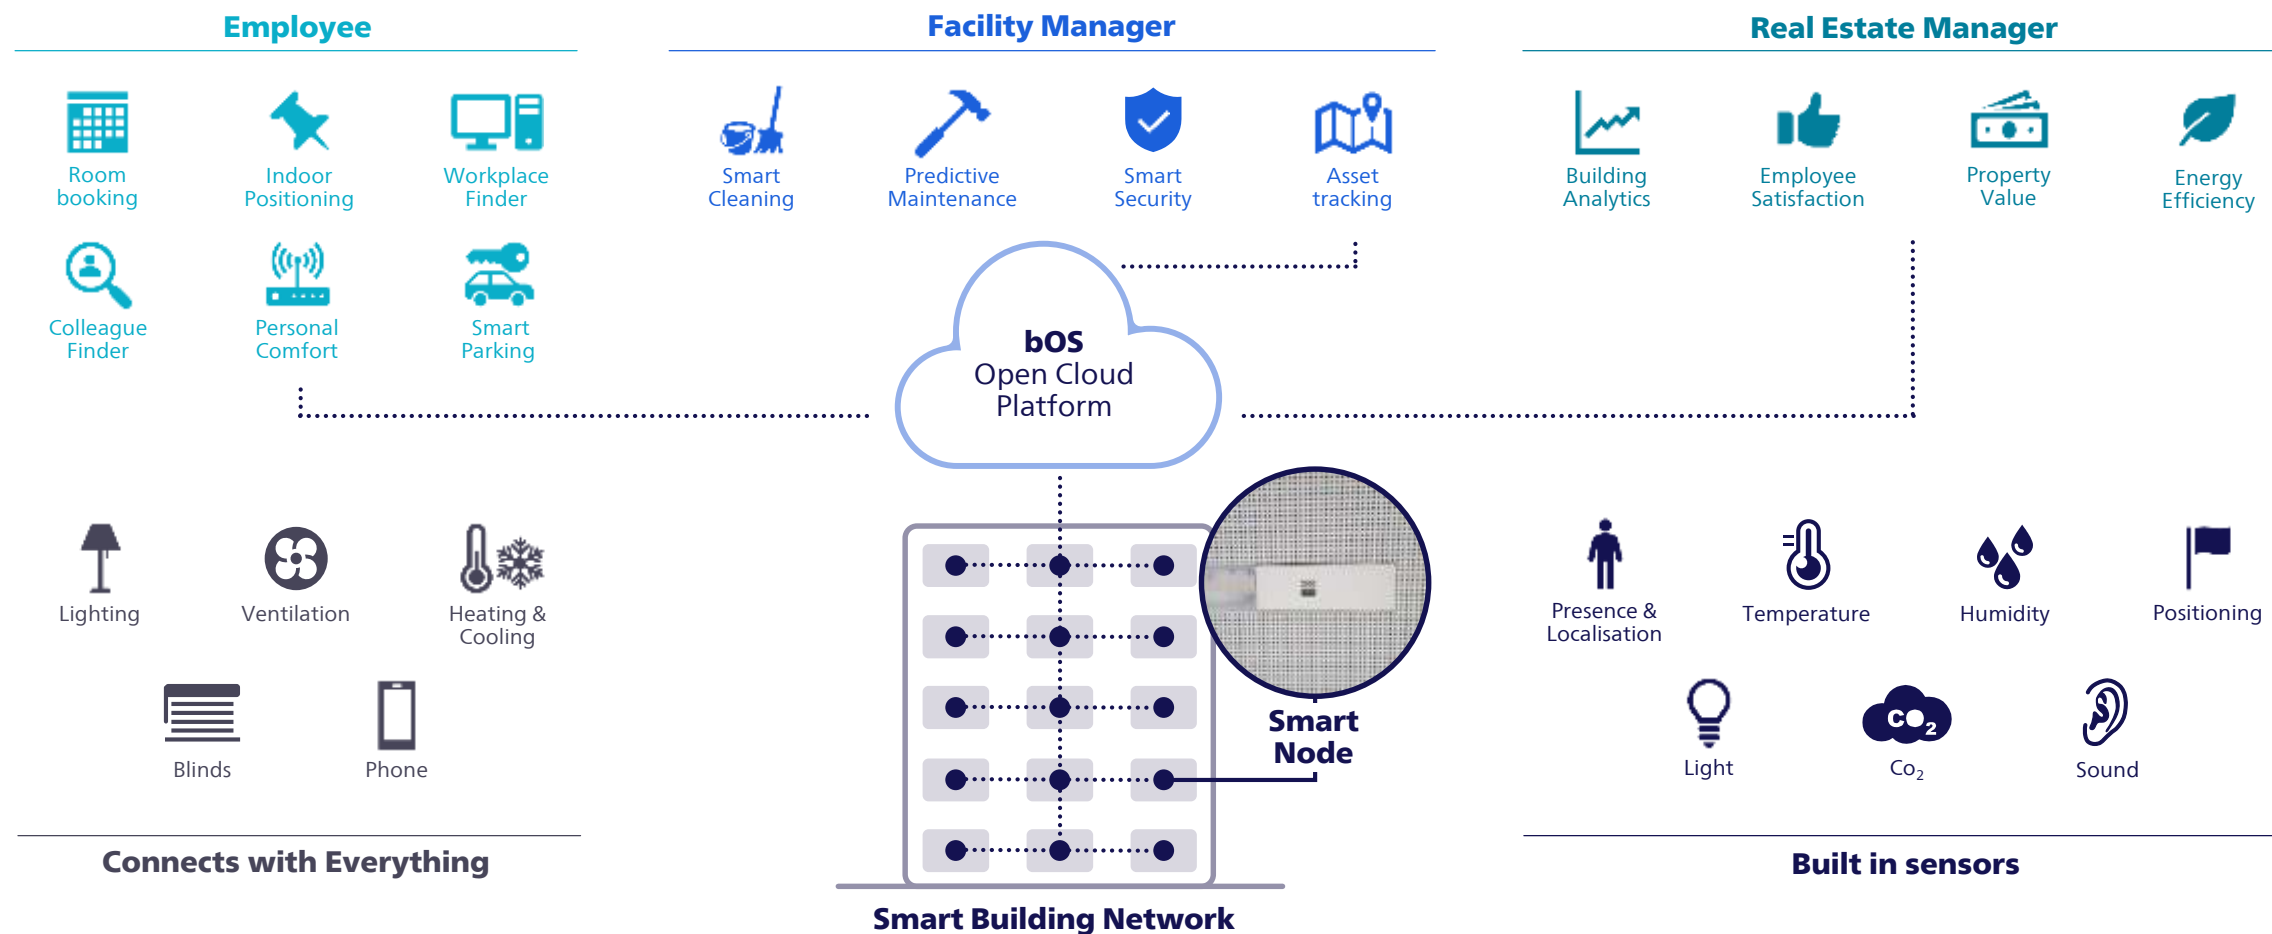 Employee
Facility Manager
Real Estate Manager
Room
booking
Indoor
Positioning
Workplace
Finder
Smart
Cleaning
Predictive
Maintenance
Smart
Security
Asset
tracking
Building
Analytics
Employee
Satisfaction
Property
Value
Energy
Efficiency
Colleague
Finder
Personal
Comfort
Smart
Parking
bOS
Open Cloud
Platform
Lighting
Ventilation
Heating &
Cooling
Blinds
Phone
Connects with Everything
Smart
Node
Smart Building Network
Presence &
Localisation
Temperature
Humidity
Positioning
Light
CO₂
Co₂
Sound
Built in sensors